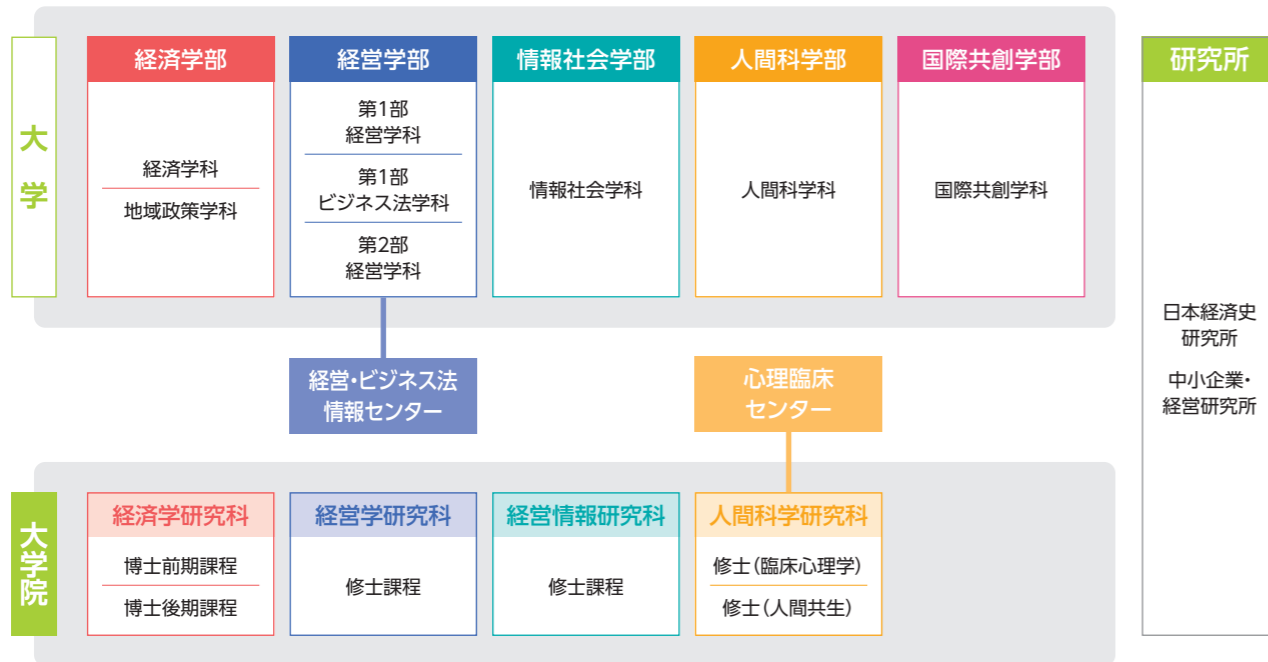 大学
経済学部
経済学科
地域政策学科
経営学部
第1部
経営学科
第1部
ビジネス法学科
第2部
経営学科
情報社会学部
情報社会学科
人間科学部
人間科学科
国際共創学部
国際共創学科
経営・ビジネス法
情報センター
心理臨床
センター
大学院
経済学研究科
博士前期課程
博士後期課程
経営学研究科
修士課程
経営情報研究科
修士課程
人間科学研究科
修士(臨床心理学)
修士(人間共生)
研究所
日本経済史
研究所
中小企業・
経営研究所